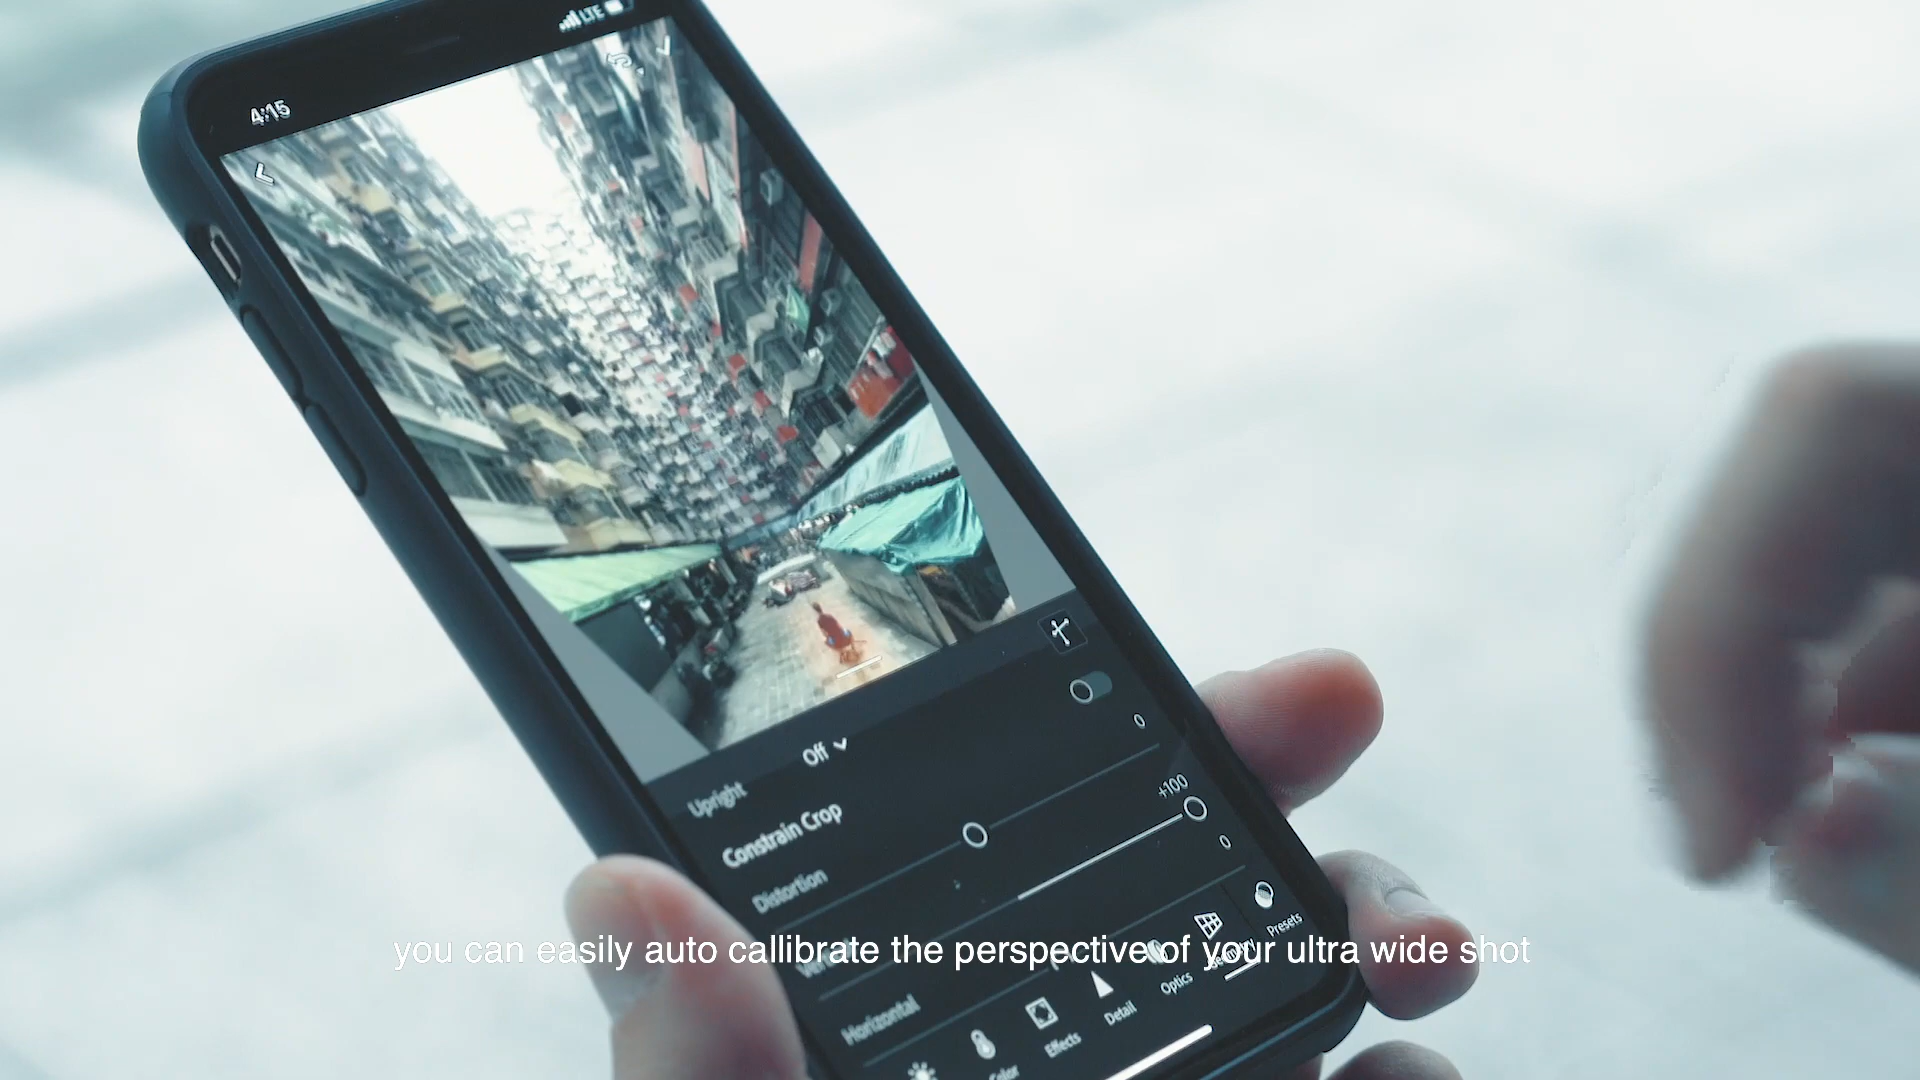 LTE
4:15
Upright
Off
Constrain Crop
Distortion
0
+100
Horizontal
0
Effects
Detail
Optics
Presets
you can easily auto callibrate the perspective of your ultra wide shot